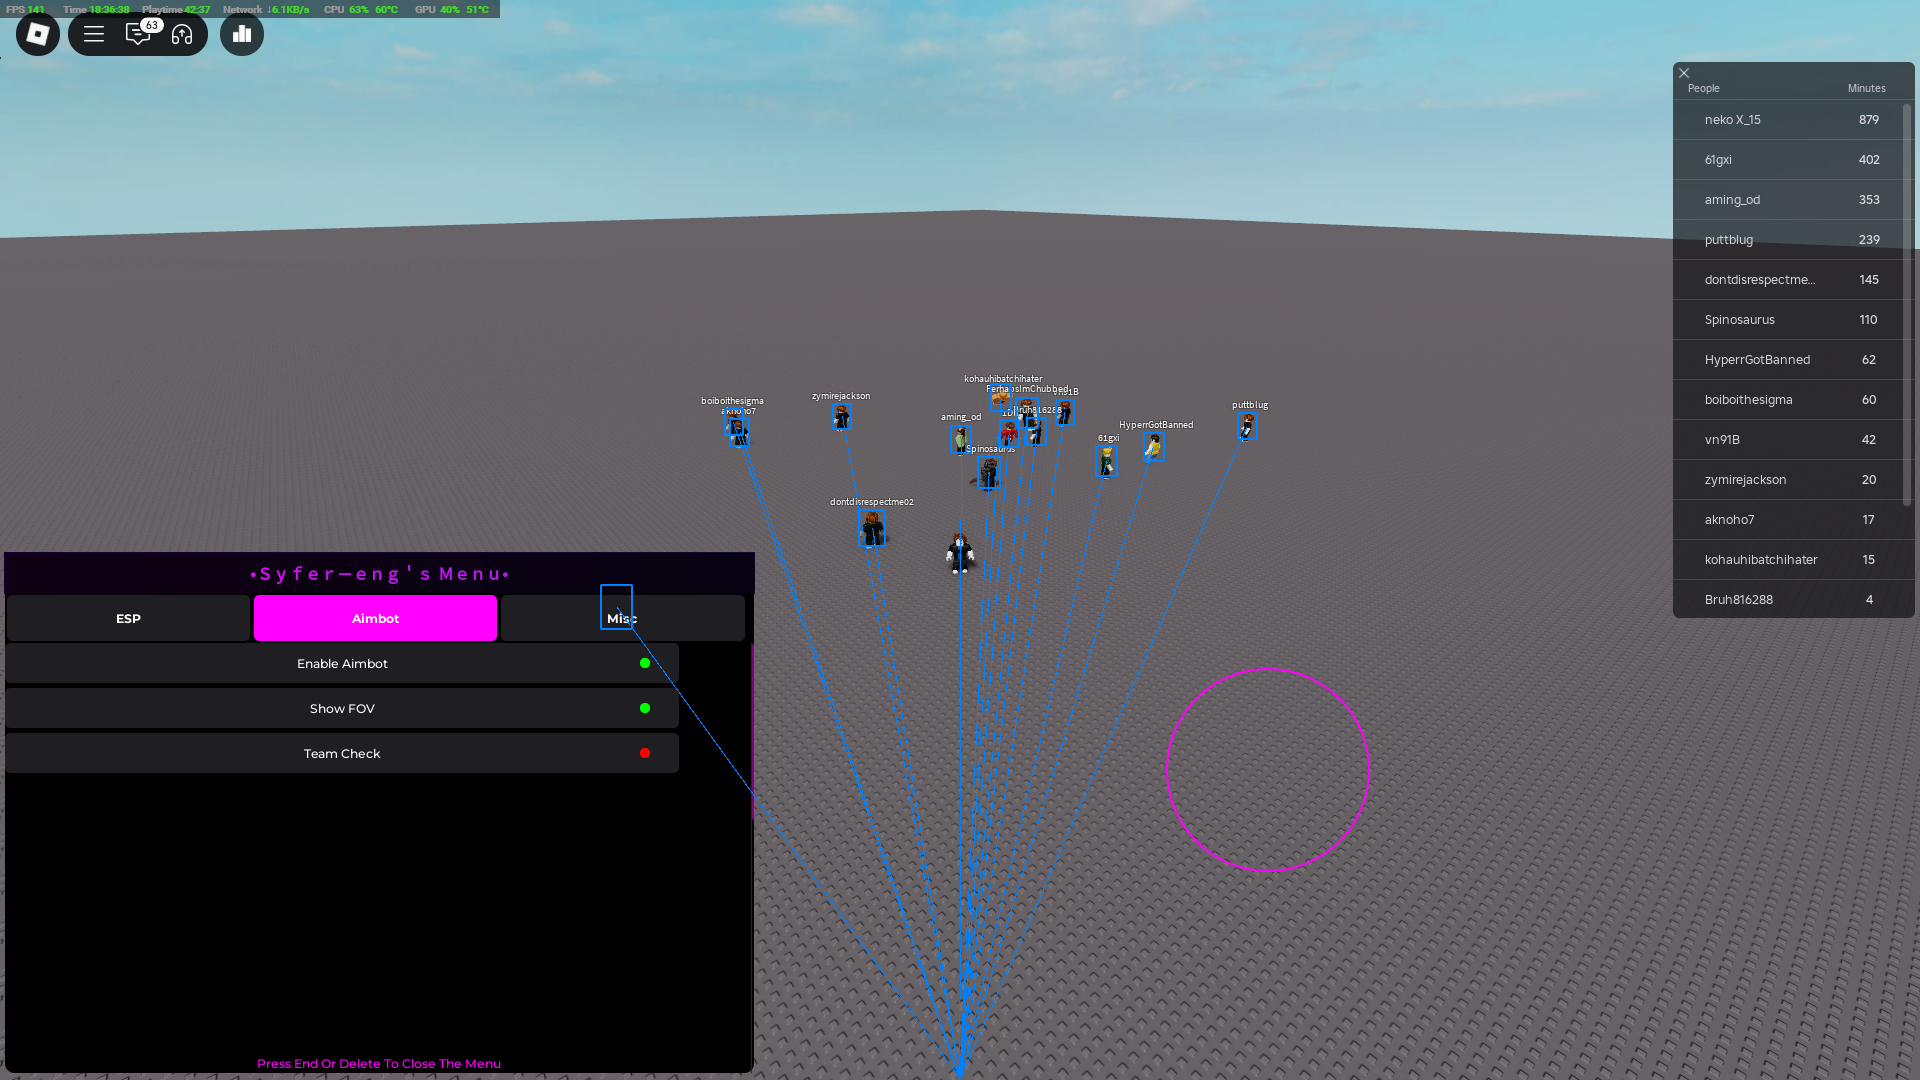 FPS 141 Time 18:36:38 Playtime 42:37 Network ↓6.1KB/s CPU 63% 60°C GPU 40% 51°C
63
People Minutes
neko X_15 879
61gxi 402
aming_od 353
puttblug 239
dontdisrespectme... 145
Spinosaurus 110
HyperrGotBanned 62
boiboithesigma 60
vn91B 42
zymirejackson 20
aknoho7 17
kohauhibatchihater 15
Bruh816288 4
kohauhibatchihater
PerhapsImChubbed
vn91B
zymirejackson
boiboithesigma
aknoho7
puttblug
aming_od
Bruh816288
HyperrGotBanned
61gxi
Spinosaurus
dontdisrespectme02
•Syfer-eng's Menu•
ESP Aimbot Misc
Enable Aimbot
Show FOV
Team Check
Press End Or Delete To Close The Menu